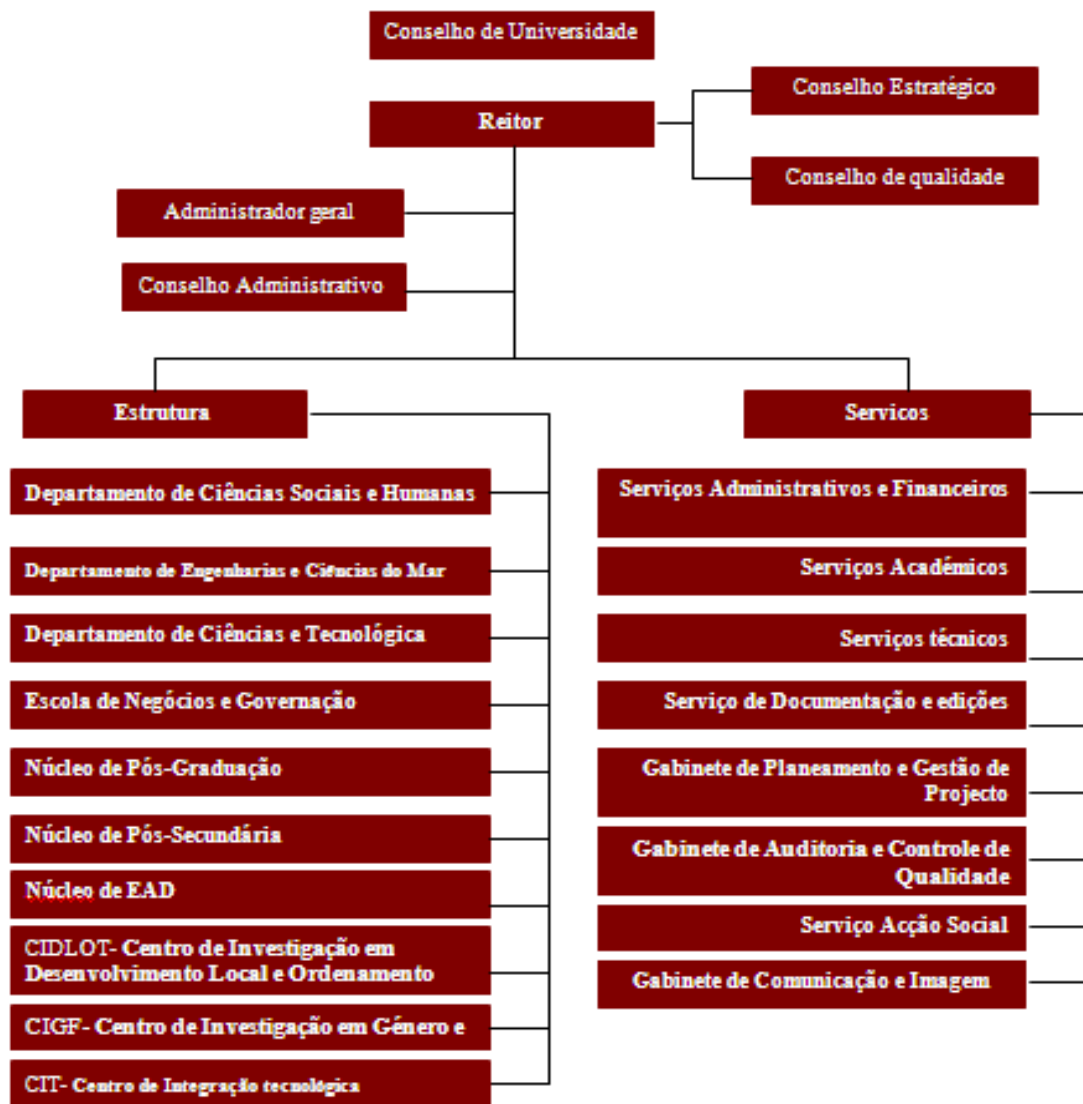 Conselho de Universidade
Conselho Estratégico
Reitor
Conselho de qualidade
Administrador geral
Conselho Administrativo
Estrutura
Departamento de Ciências Sociais e Humanas
Departamento de Engenharias e Ciências do Mar
Departamento de Ciências e Tecnológica
Escola de Negócios e Governação
Núcleo de Pós-Graduação
Núcleo de Pós-Secundária
Núcleo de EAD
CIDLOT- Centro de Investigação em
Desenvolvimento Local e Ordenamento
CIGF- Centro de Investigação em Género e
CIT- Centro de Integração tecnológica
Servicos
Serviços Administrativos e Financeiros
Serviços Académicos
Serviços técnicos
Serviço de Documentação e edições
Gabinete de Planeamento e Gestão de
Projecto
Gabinete de Auditoria e Controle de
Qualidade
Serviço Acção Social
Gabinete de Comunicação e Imagem